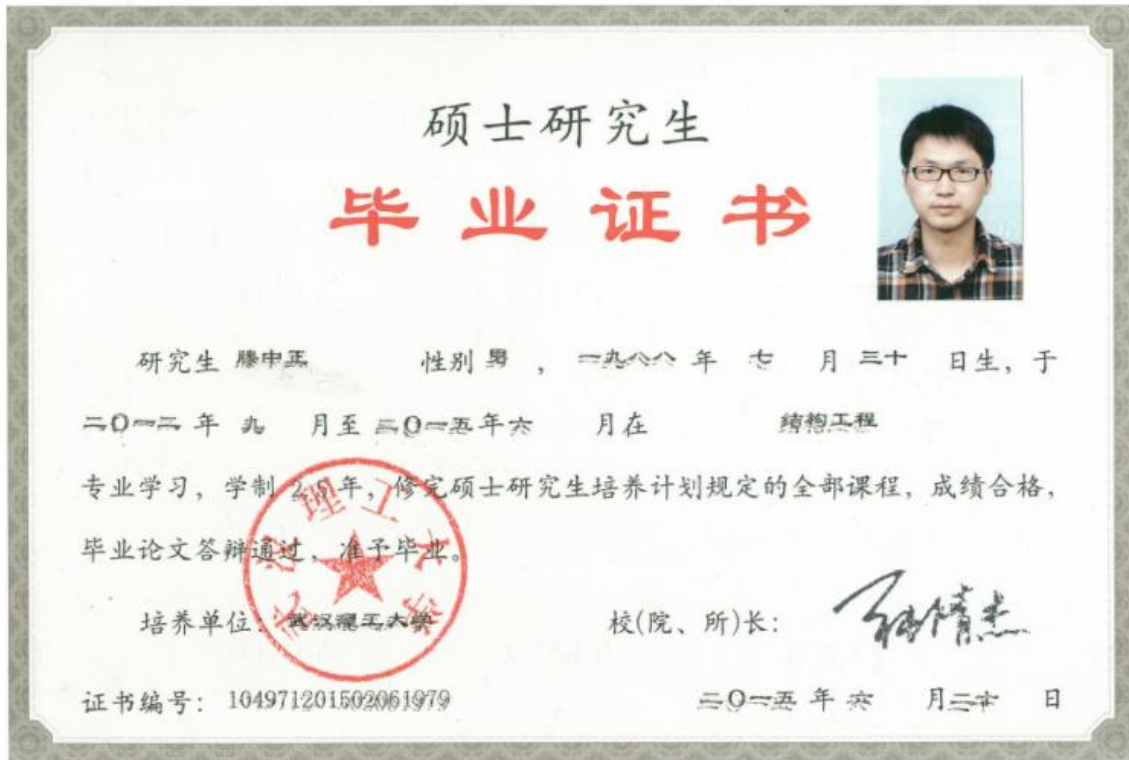 硕士研究生
毕业证书
研究生 滕中正 性别 男 , 一九八八 年 七 月 三十 日生, 于
二〇一二 年 九 月至 二〇一五 年 六 月在 结构工程
专业学习, 学制 2.5 年, 修完硕士研究生培养计划规定的全部课程, 成绩合格,
毕业论文答辩通过, 准予毕业。
武汉理工大学
培养单位: 武汉理工大学 校(院、所)长:
证书编号: 104971201502061979 二〇一五 年 六 月 二十 日